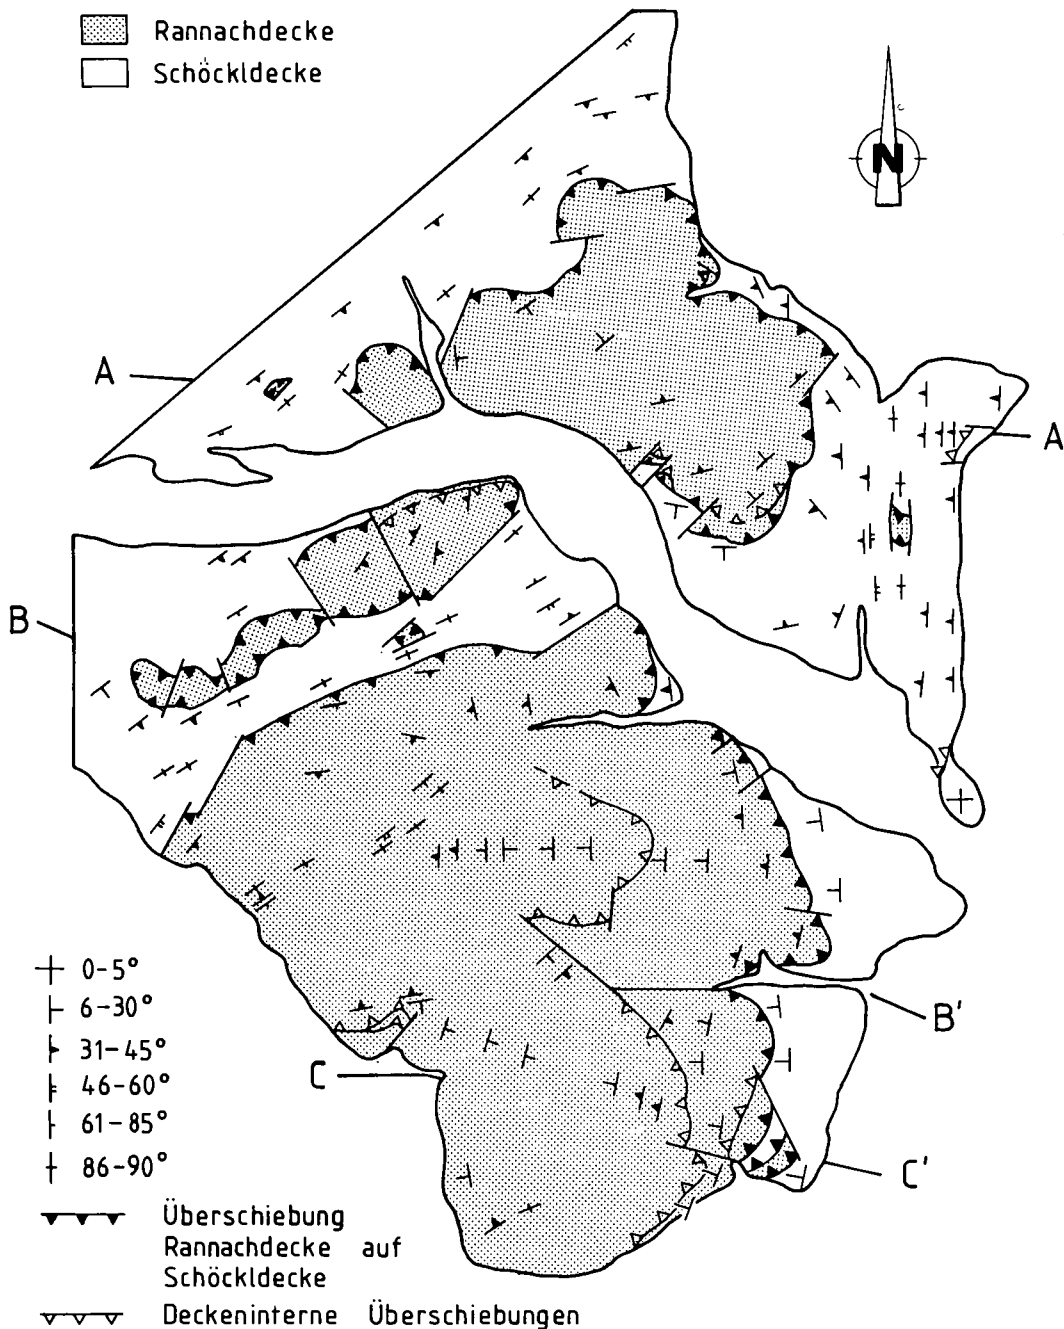 Rannachdecke
Schöckldecke
N
A
A
B
B'
C
C'
0-5°
6-30°
31-45°
46-60°
61-85°
86-90°
Überschiebung
Rannachdecke auf
Schöckldecke
Deckeninterne Überschiebungen